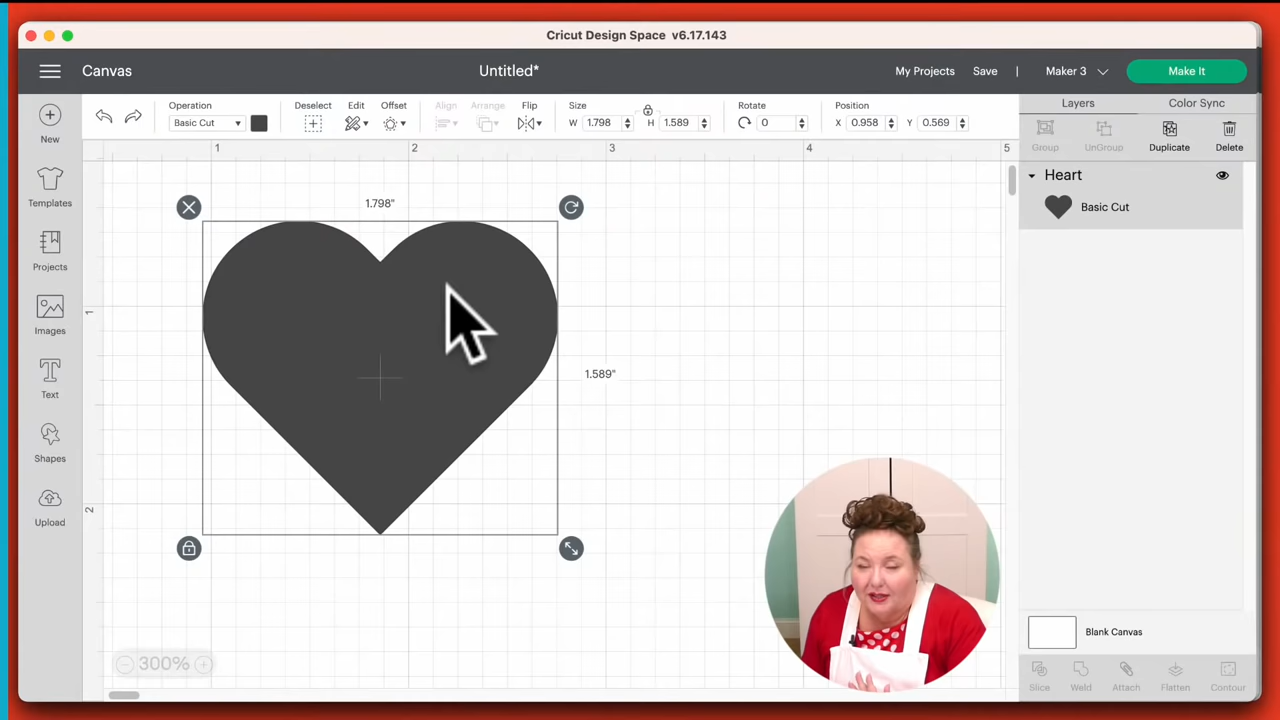 Cricut Design Space v6.17.143
Canvas
Untitled*
My Projects
Save
|
Maker 3
Make It
New
Templates
Projects
Images
Text
Shapes
Upload
Operation
Basic Cut
Deselect
Edit
Offset
Align
Arrange
Flip
Size
W 1.798
H 1.589
Rotate
0
Position
X 0.958
Y 0.569
1 2 3 4 5
1
2
1.798"
1.589"
300%
Layers
Color Sync
Group
UnGroup
Duplicate
Delete
Heart
Basic Cut
Blank Canvas
Slice
Weld
Attach
Flatten
Contour